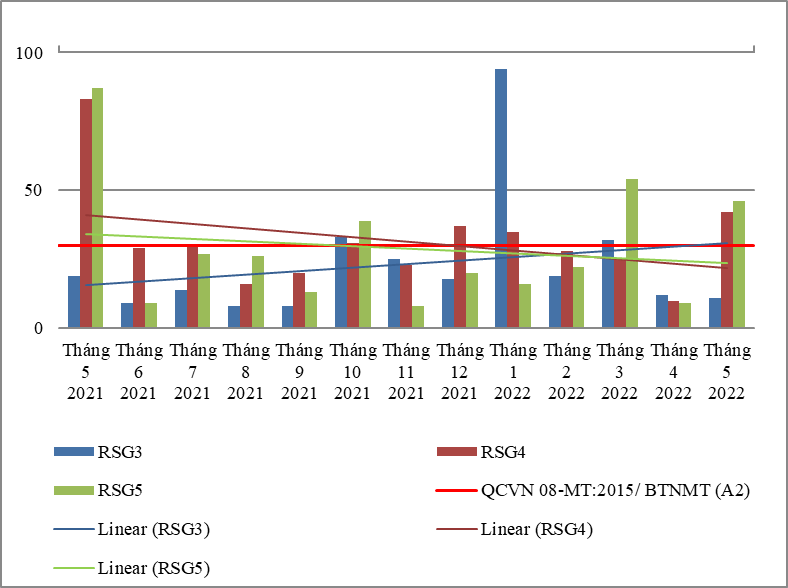 100
50
0
Tháng Tháng Tháng Tháng Tháng Tháng Tháng Tháng Tháng Tháng Tháng Tháng Tháng
5 6 7 8 9 10 11 12 1 2 3 4 5
2021 2021 2021 2021 2021 2021 2021 2021 2022 2022 2022 2022 2022
RSG3 RSG4
RSG5 QCVN 08-MT:2015/ BTNMT (A2)
Linear (RSG3) Linear (RSG4)
Linear (RSG5)